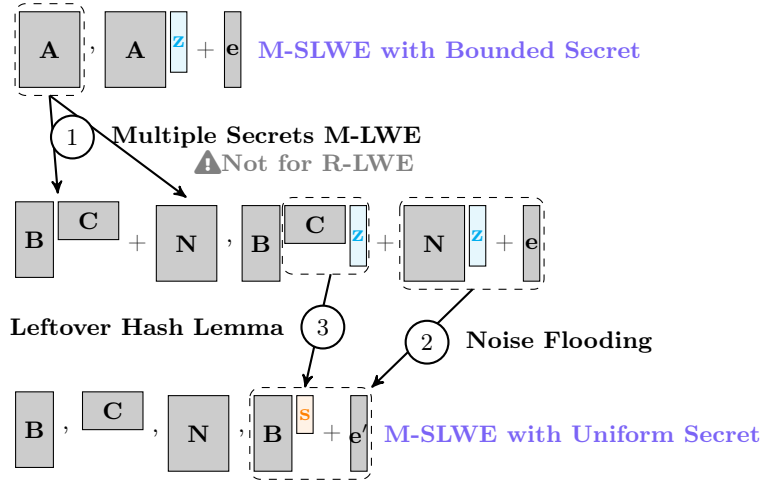 A , A z + e M-SLWE with Bounded Secret
1 Multiple Secrets M-LWE
Not for R-LWE
B C + N , B C z + N z + e
Leftover Hash Lemma 3 2 Noise Flooding
B , C , N , B s + e′ M-SLWE with Uniform Secret